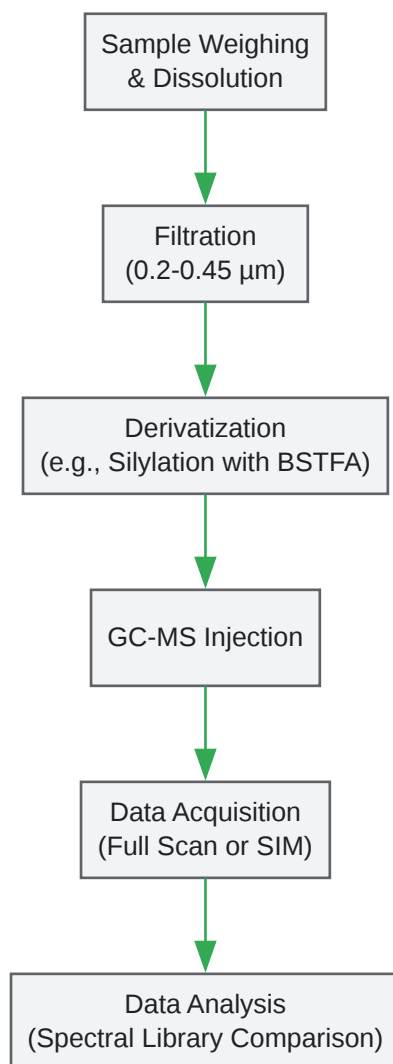 Sample Weighing
& Dissolution
Filtration
(0.2-0.45 µm)
Derivatization
(e.g., Silylation with BSTFA)
GC-MS Injection
Data Acquisition
(Full Scan or SIM)
Data Analysis
(Spectral Library Comparison)